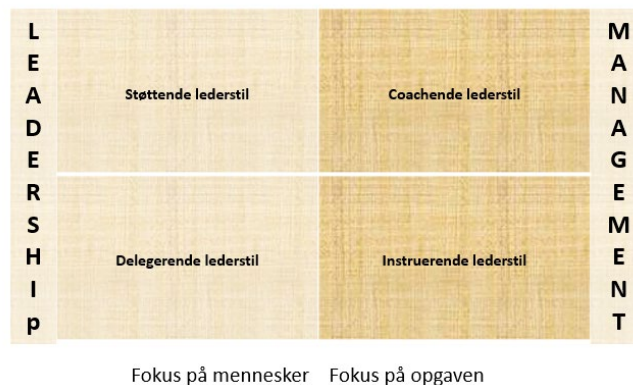 L
E
A
D
E
R
S
H
I
p
Støttende lederstil
Coachende lederstil
Delegerende lederstil
Instruerende lederstil
M
A
N
A
G
E
M
E
N
T
Fokus på mennesker Fokus på opgaven